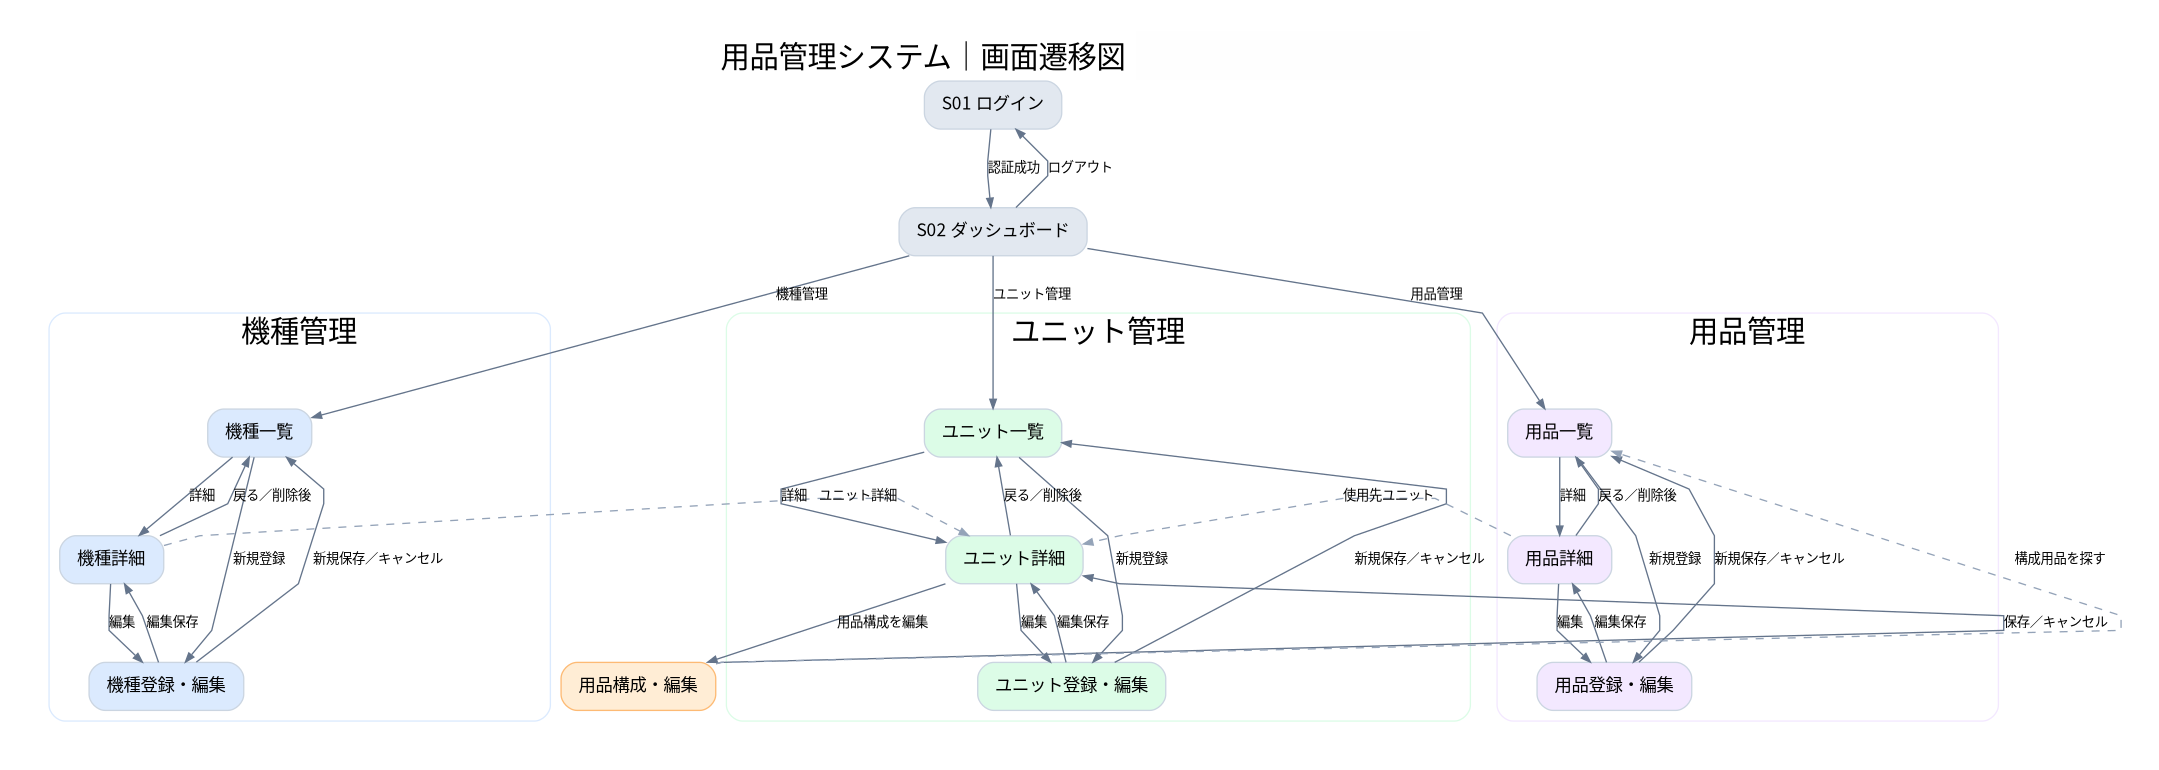 用品管理システム｜画面遷移図
S01 ログイン
認証成功
ログアウト
S02 ダッシュボード
機種管理
ユニット管理
用品管理
機種管理
ユニット管理
用品管理
機種一覧
ユニット一覧
用品一覧
詳細
戻る／削除後
詳細
ユニット詳細
戻る／削除後
使用先ユニット
詳細
戻る／削除後
機種詳細
新規登録
新規保存／キャンセル
ユニット詳細
新規登録
新規保存／キャンセル
用品詳細
新規登録
新規保存／キャンセル
構成用品を探す
編集
編集保存
用品構成を編集
編集
編集保存
編集
編集保存
保存／キャンセル
機種登録・編集
用品構成・編集
ユニット登録・編集
用品登録・編集